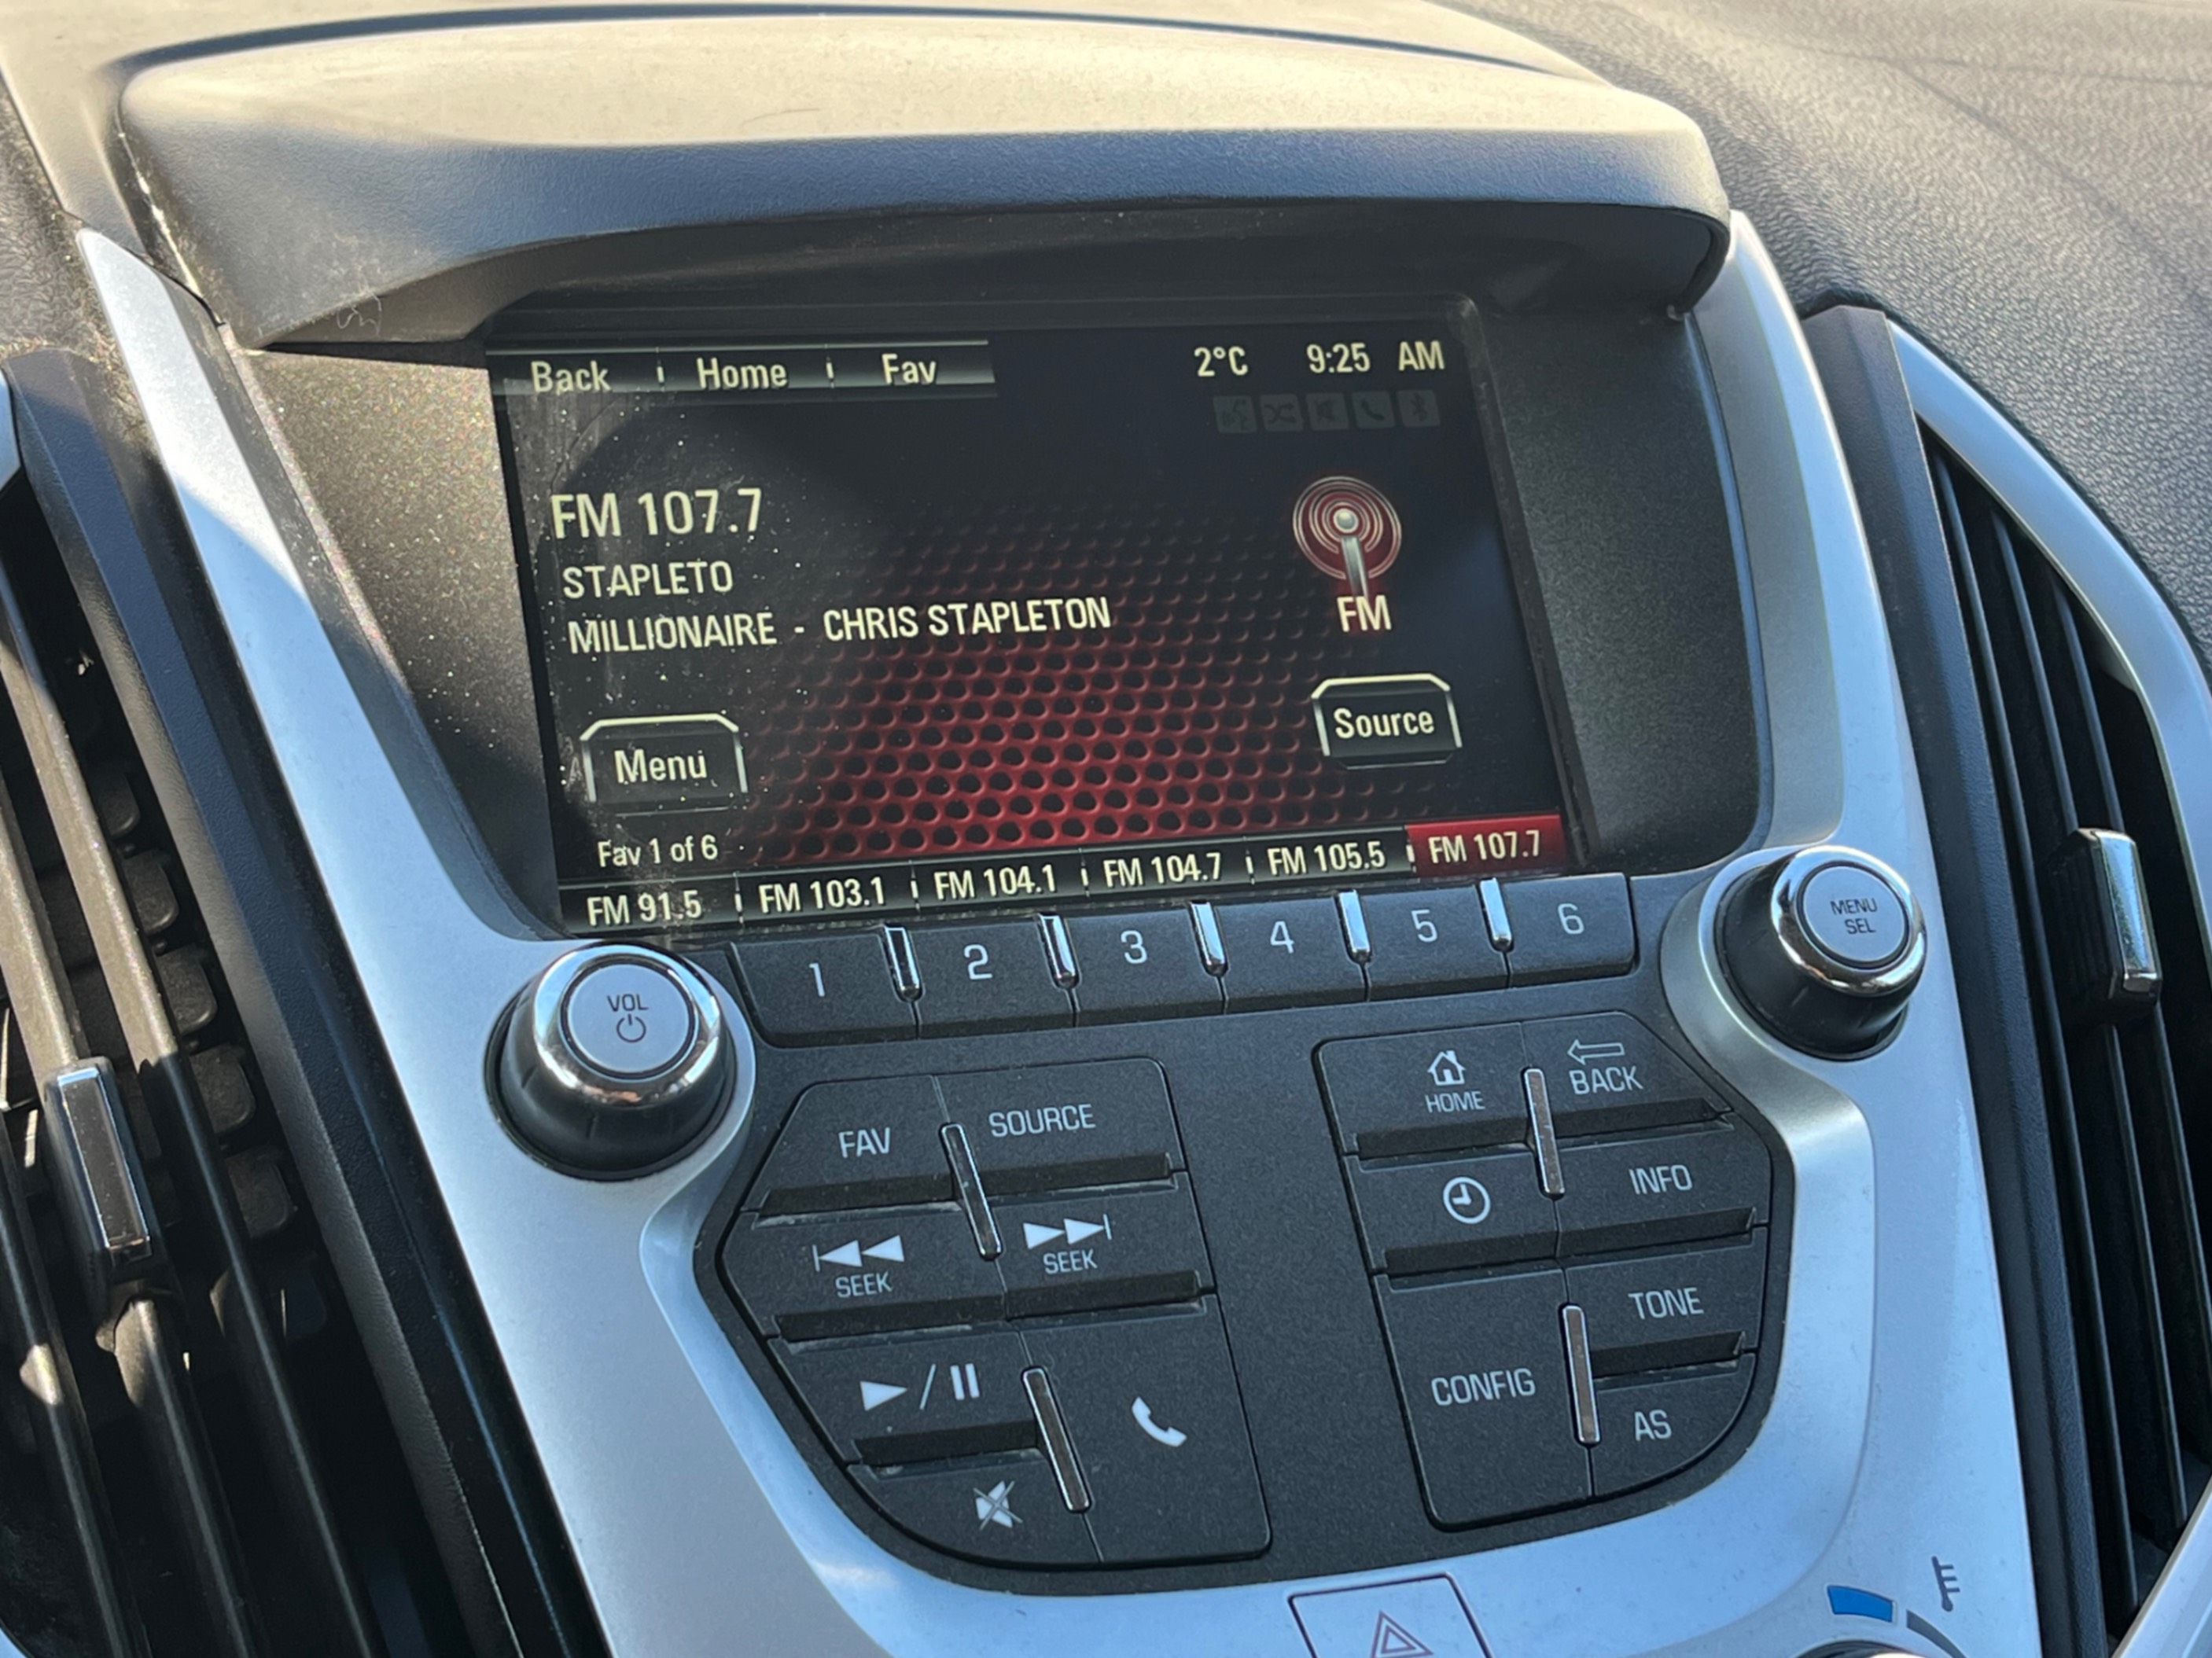 Back Home Fav 2°C 9:25 AM
FM 107.7
STAPLETO
MILLIONAIRE - CHRIS STAPLETON
FM
Menu
Source
Fav 1 of 6
FM 91.5 FM 103.1 FM 104.1 FM 104.7 FM 105.5 FM 107.7
1 2 3 4 5 6
VOL
MENU
SEL
FAV SOURCE
HOME BACK
SEEK SEEK
INFO
TONE
CONFIG
AS